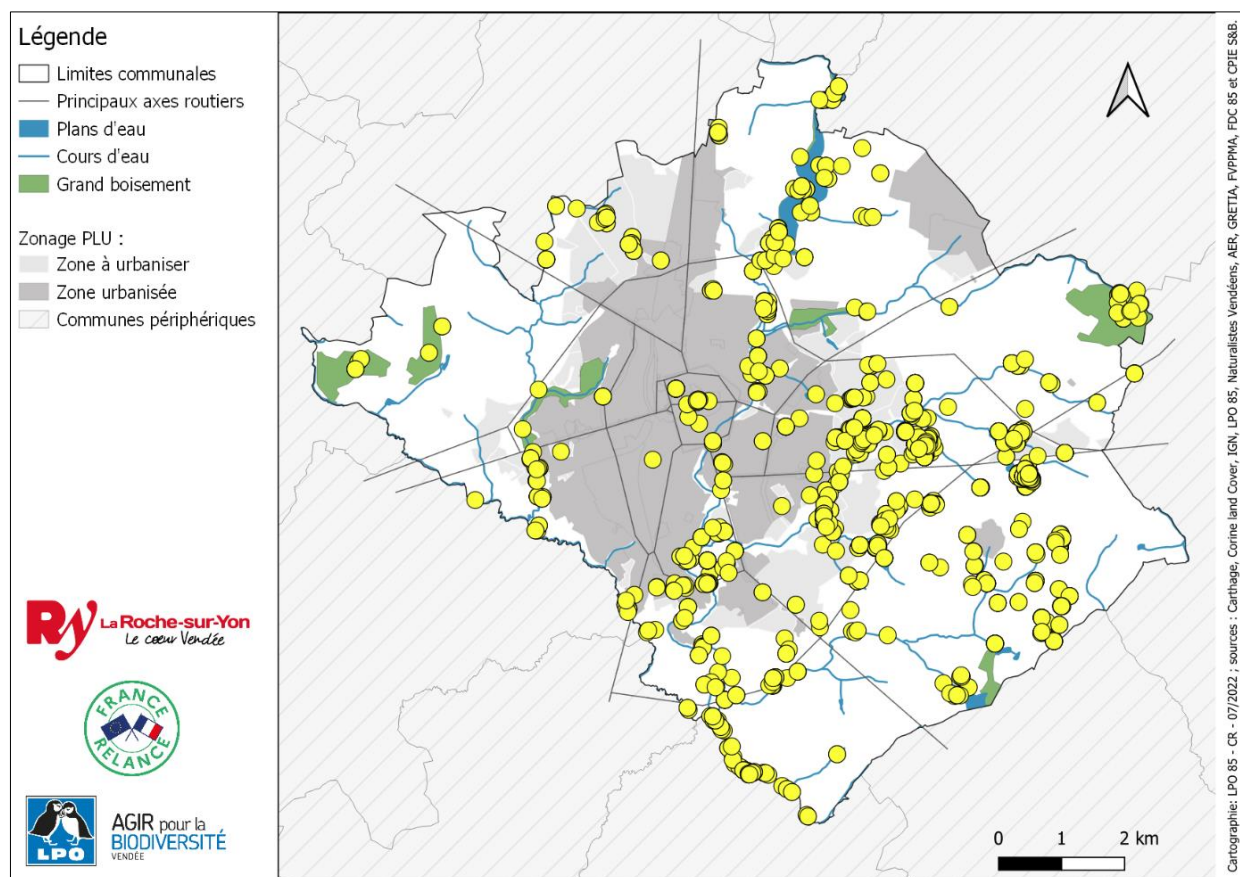 Légende
Limites communales
Principaux axes routiers
Plans d'eau
Cours d'eau
Grand boisement
Zonage PLU :
Zone à urbaniser
Zone urbanisée
Communes périphériques
Ry La Roche-sur-Yon
Le cœur Vendée
FRANCE
RELANCE
LPO
AGIR pour la
BIODIVERSITÉ
VENDÉE
0 1 2 km
Cartographie: LPO 85 - CR - 07/2022 ; sources : Carthage, Corine land Cover, IGN, LPO 85, Naturalistes Vendéens, AER, GRETIA, FVPPMA, FDC 85 et CPIE S&B.